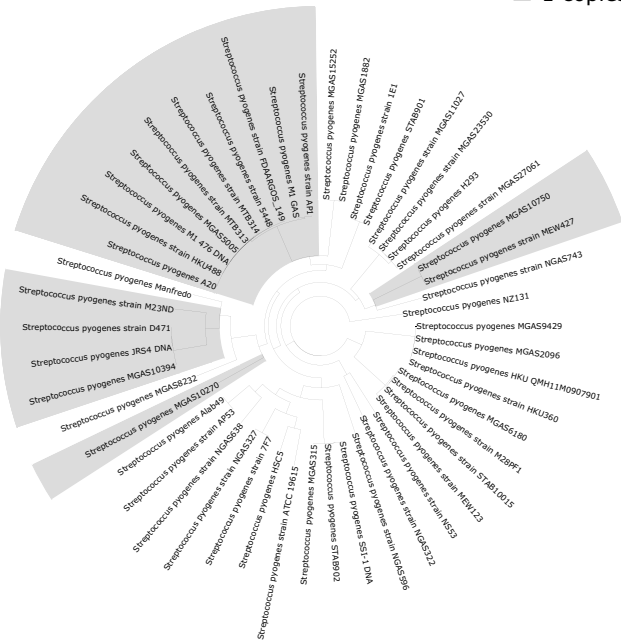 Streptococcus pyogenes MGAS15252
Streptococcus pyogenes MGAS1882
Streptococcus pyogenes strain 1E1
Streptococcus pyogenes STAB901
Streptococcus pyogenes strain MGAS11027
Streptococcus pyogenes strain MGAS23530
Streptococcus pyogenes H293
Streptococcus pyogenes strain MGAS27061
Streptococcus pyogenes MGAS10750
Streptococcus pyogenes strain MEW427
Streptococcus pyogenes strain NGAS743
Streptococcus pyogenes NZ131
Streptococcus pyogenes MGAS9429
Streptococcus pyogenes MGAS2096
Streptococcus pyogenes HKU QMH11M0907901
Streptococcus pyogenes strain HKU360
Streptococcus pyogenes MGAS6180
Streptococcus pyogenes strain M28PF1
Streptococcus pyogenes strain STAB10015
Streptococcus pyogenes strain MEW123
Streptococcus pyogenes strain NS53
Streptococcus pyogenes strain NGAS322
Streptococcus pyogenes strain NGAS596
Streptococcus pyogenes SSI-1 DNA
Streptococcus pyogenes STAB902
Streptococcus pyogenes MGAS315
Streptococcus pyogenes strain ATCC 19615
Streptococcus pyogenes HSC5
Streptococcus pyogenes strain 7F7
Streptococcus pyogenes strain NGAS327
Streptococcus pyogenes strain NGAS638
Streptococcus pyogenes strain AP53
Streptococcus pyogenes Alab49
Streptococcus pyogenes MGAS10270
Streptococcus pyogenes MGAS8232
Streptococcus pyogenes MGAS10394
Streptococcus pyogenes JRS4 DNA
Streptococcus pyogenes strain D471
Streptococcus pyogenes strain M23ND
Streptococcus pyogenes Manfredo
Streptococcus pyogenes A20
Streptococcus pyogenes strain HKU488
Streptococcus pyogenes M1 476 DNA
Streptococcus pyogenes MGAS5005
Streptococcus pyogenes strain MTB313
Streptococcus pyogenes strain MTB314
Streptococcus pyogenes strain 5448
Streptococcus pyogenes strain FDAARGOS_149
Streptococcus pyogenes M1 GAS
Streptococcus pyogenes strain AP1